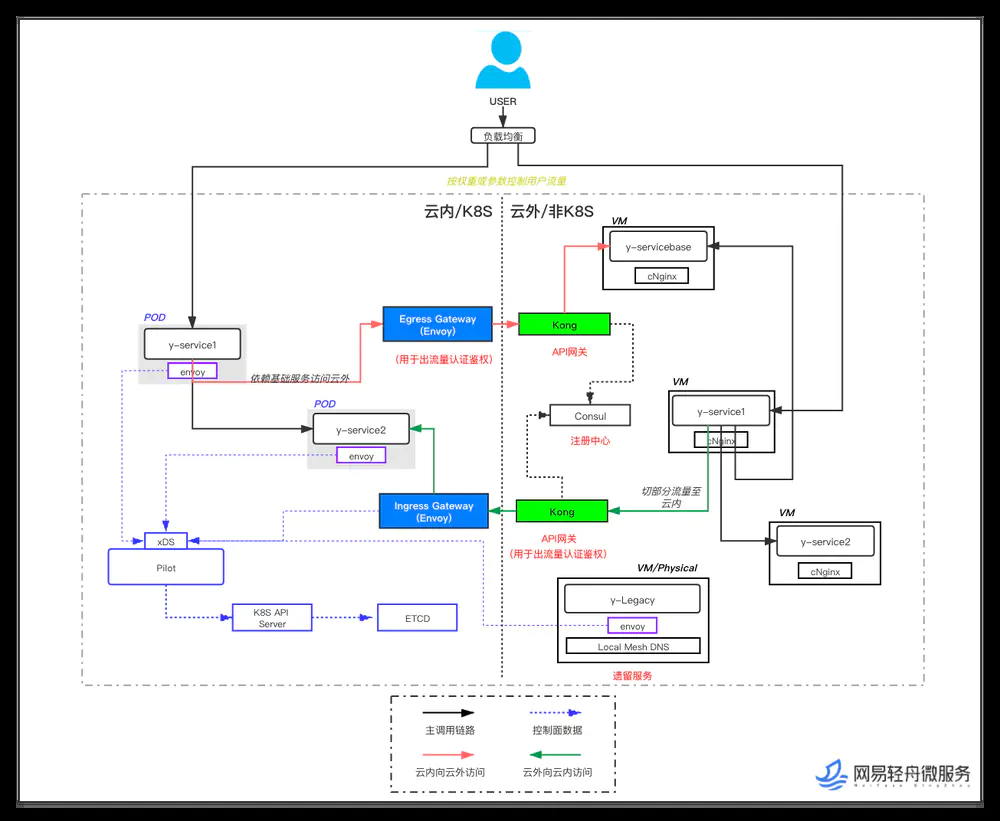 USER
负载均衡
按权重或参数控制用户流量
云内/K8S
云外/非K8S
VM
y-servicebase
cNginx
POD
y-service1
envoy
Egress Gateway
(Envoy)
(用于出流量认证鉴权)
Kong
API网关
依赖基础服务访问云外
POD
y-service2
envoy
Consul
注册中心
VM
y-service1
cNginx
Ingress Gateway
(Envoy)
Kong
API网关
(用于出流量认证鉴权)
切部分流量至
云内
VM
y-service2
cNginx
xDS
Pilot
K8S API
Server
ETCD
VM/Physical
y-Legacy
envoy
Local Mesh DNS
遗留服务
主调用链路
控制面数据
云内向云外访问
云外向云内访问
网易轻舟微服务